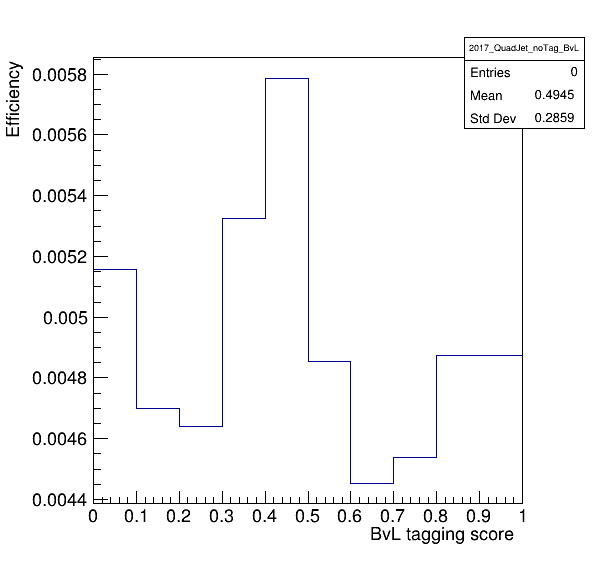 2017_QuadJet_noTag_BvL
Entries 0
Mean 0.4945
Std Dev 0.2859
Efficiency
0.0058
0.0056
0.0054
0.0052
0.005
0.0048
0.0046
0.0044
0 0.1 0.2 0.3 0.4 0.5 0.6 0.7 0.8 0.9 1
BvL tagging score